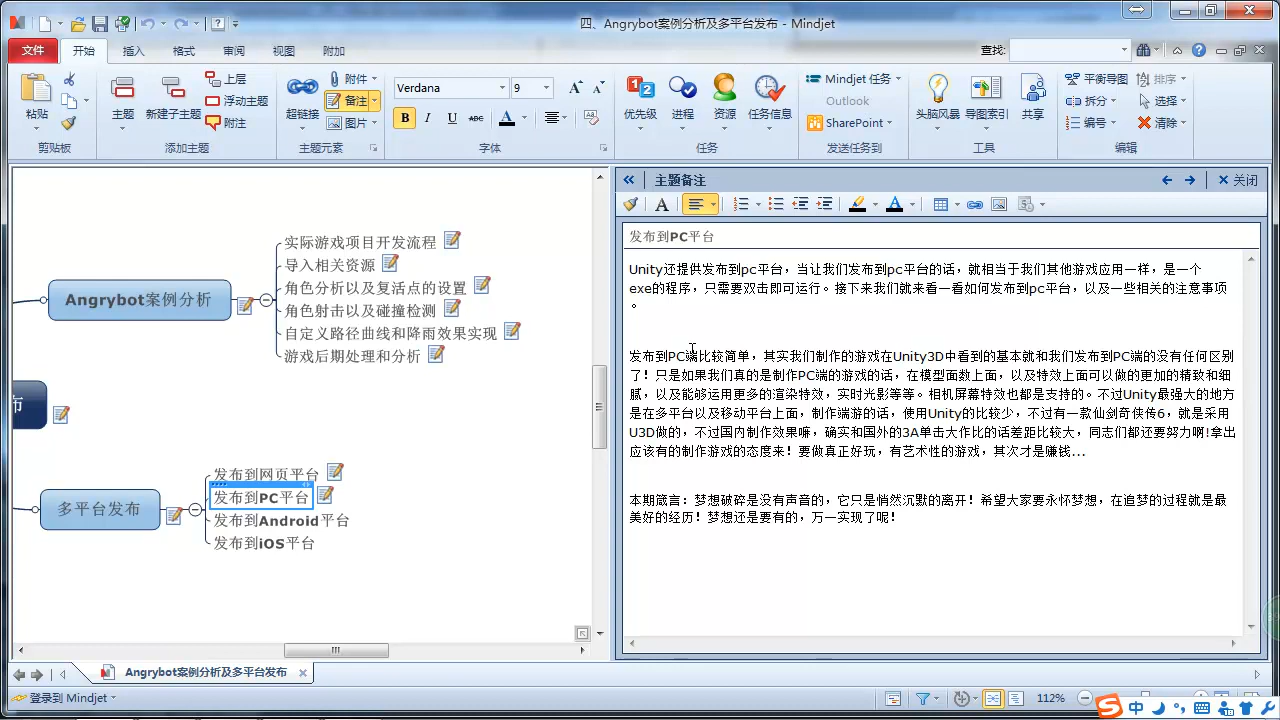 四、Angrybot案例分析及多平台发布 - Mindjet
文件 开始 插入 格式 审阅 视图 附加 查找:
粘贴
剪贴板
主题
新建子主题
上层
浮动主题
附注
添加主题
超链接
附件
备注
图片
主题元素
Verdana 9
B I U ABC A
字体
优先级
进程
资源
任务信息
任务
Mindjet 任务
Outlook
SharePoint
发送任务到
头脑风暴
导图索引
共享
工具
平衡导图
拆分
编号
排序
选择
清除
编辑
Angrybot案例分析
实际游戏项目开发流程
导入相关资源
角色分析以及复活点的设置
角色射击以及碰撞检测
自定义路径曲线和降雨效果实现
游戏后期处理和分析
布
多平台发布
发布到网页平台
发布到PC平台
发布到Android平台
发布到iOS平台
主题备注 关闭
发布到PC平台
Unity还提供发布到pc平台，当让我们发布到pc平台的话，就相当于我们其他游戏应用一样，是一个
exe的程序，只需要双击即可运行。接下来我们就来看一看如何发布到pc平台，以及一些相关的注意事项
。
发布到PC端比较简单，其实我们制作的游戏在Unity3D中看到的基本就和我们发布到PC端的没有任何区别
了！只是如果我们真的是制作PC端的游戏的话，在模型面数上面，以及特效上面可以做的更加的精致和细
腻，以及能够运用更多的渲染特效，实时光影等等。相机屏幕特效也都是支持的。不过Unity最强大的地方
是在多平台以及移动平台上面，制作端游的话，使用Unity的比较少，不过有一款仙剑奇侠传6，就是采用
U3D做的，不过国内制作效果嘛，确实和国外的3A单击大作比的话差距比较大，同志们都还要努力啊!拿出
应该有的制作游戏的态度来！要做真正好玩，有艺术性的游戏，其次才是赚钱...
本期箴言：梦想破碎是没有声音的，它只是悄然沉默的离开！希望大家要永怀梦想，在追梦的过程就是最
美好的经历！梦想还是要有的，万一实现了呢！
Angrybot案例分析及多平台发布
登录到 Mindjet
112%
中